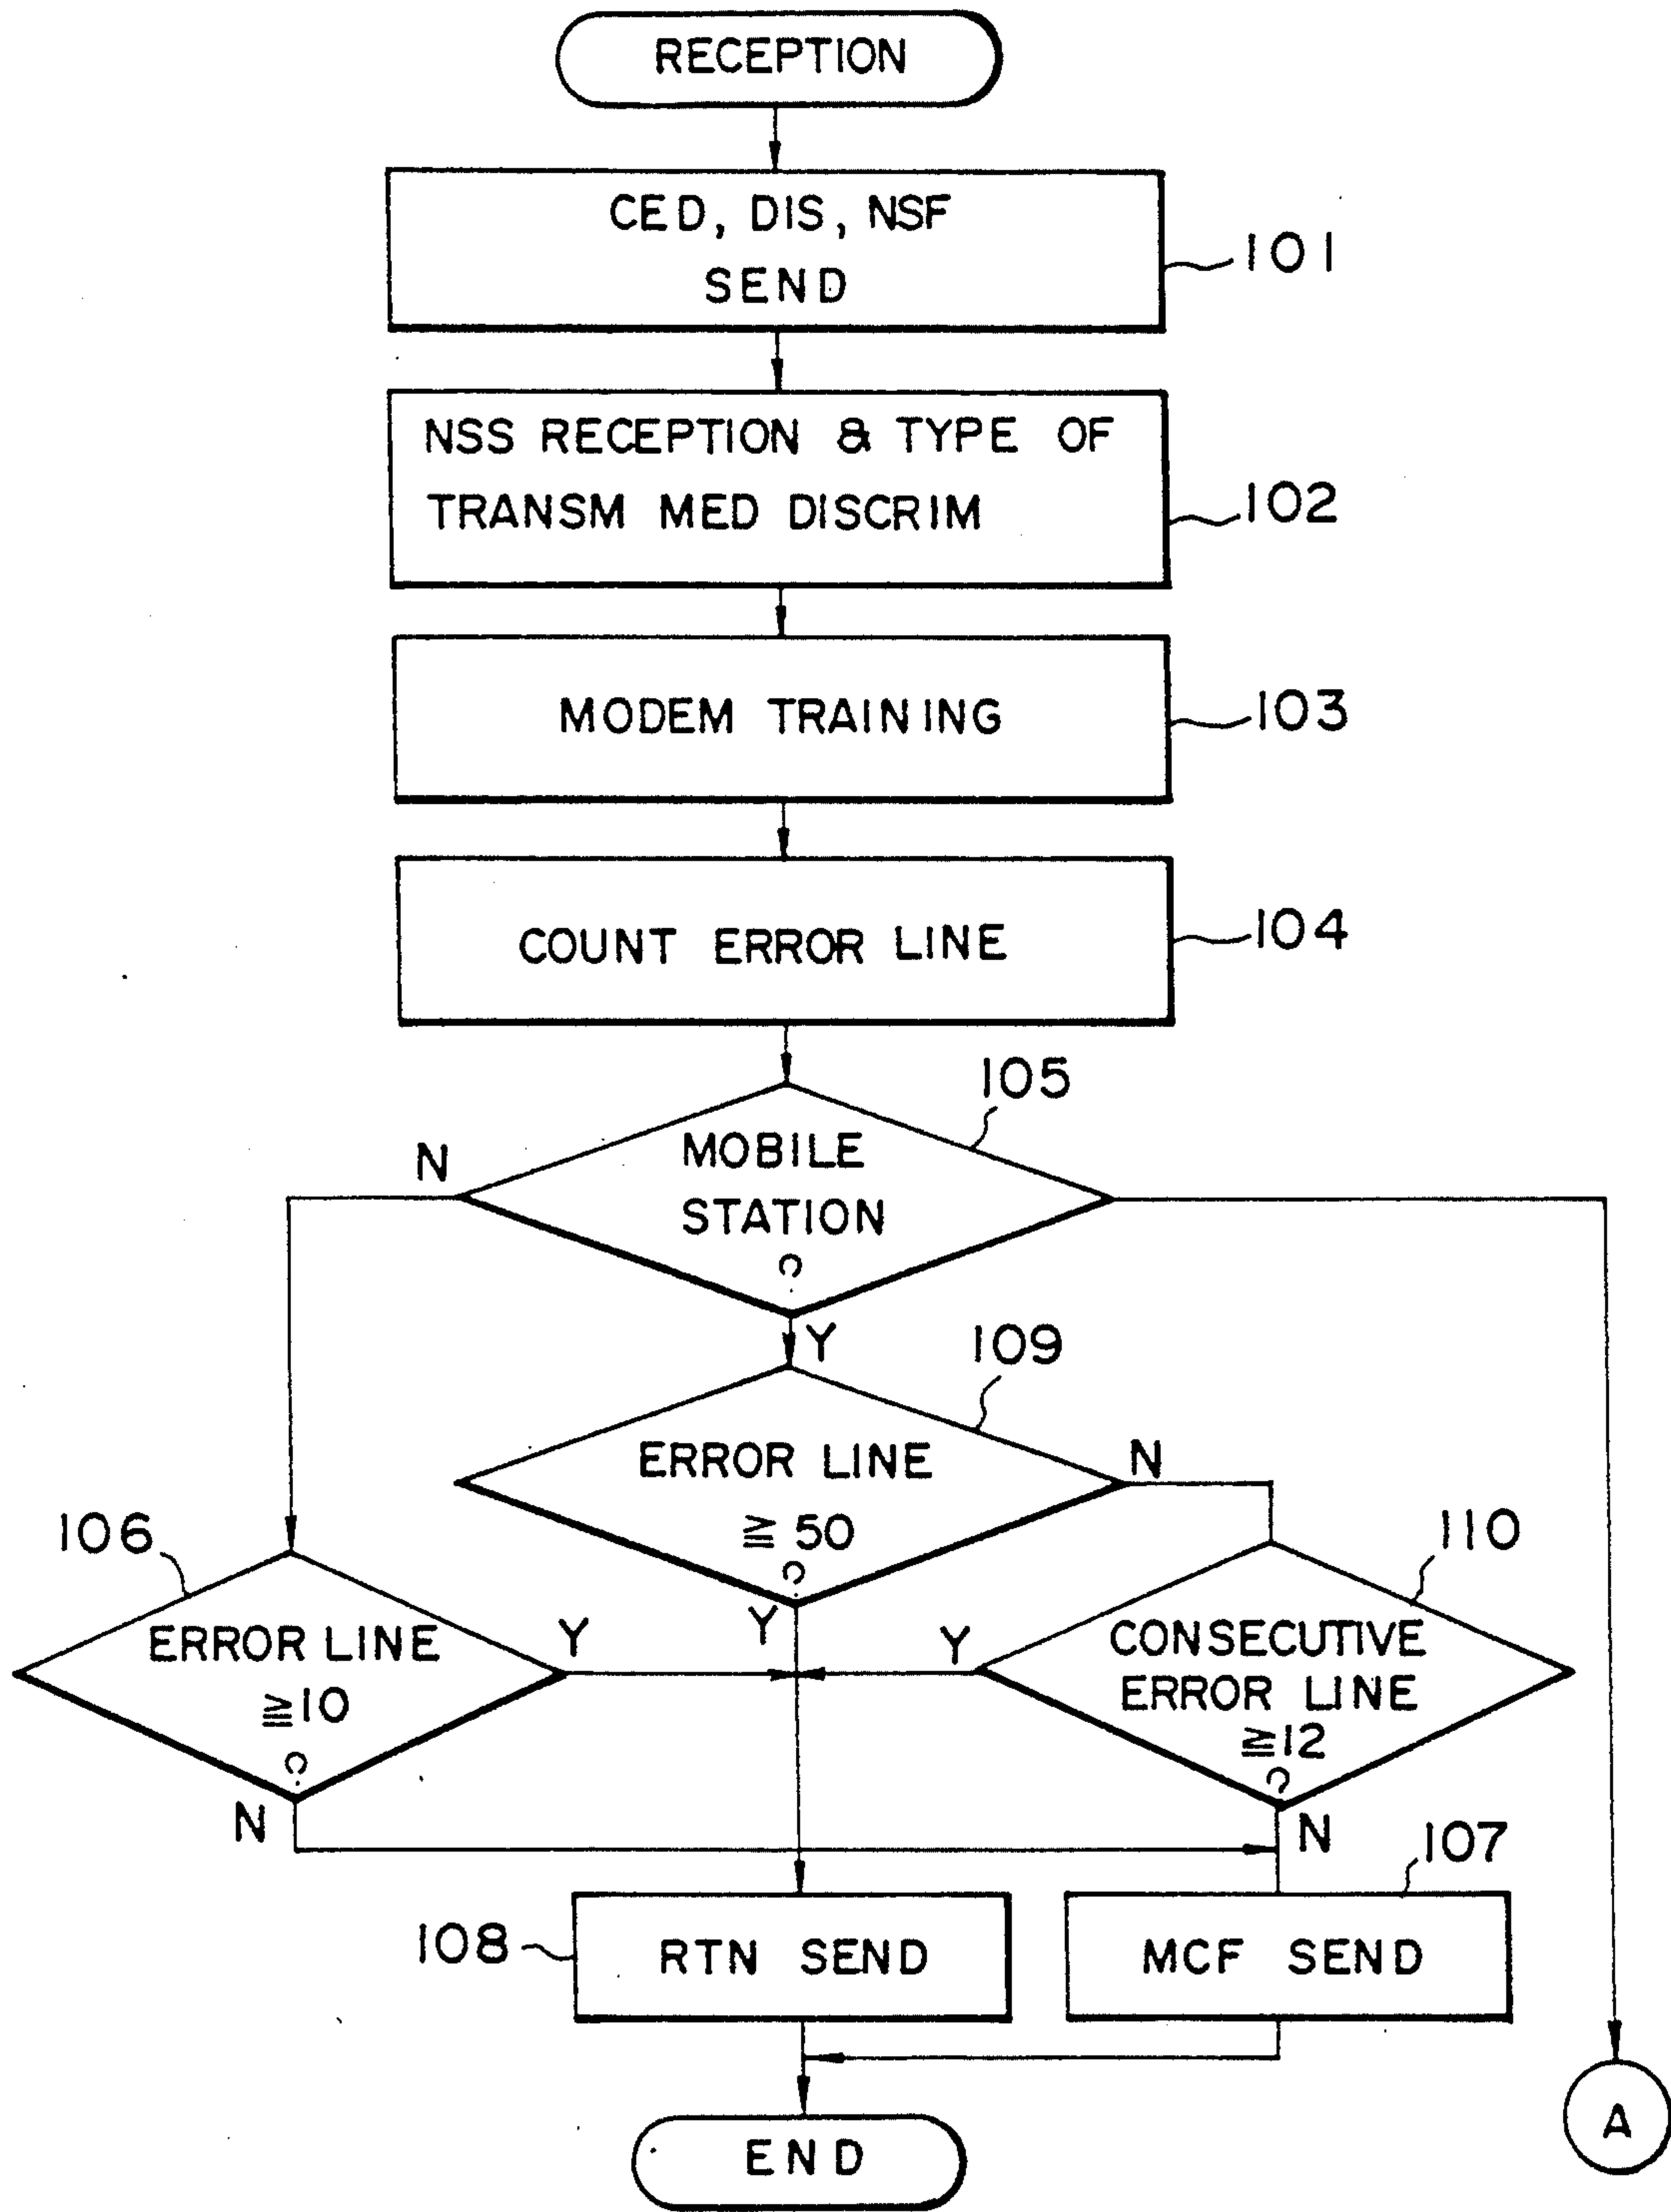 RECEPTION
CED, DIS, NSF
SEND
101
NSS RECEPTION & TYPE OF
TRANSM MED DISCRIM
102
MODEM TRAINING
103
COUNT ERROR LINE
104
105
N
MOBILE
STATION
?
Y
109
ERROR LINE
≧ 50
?
N
Y
106
ERROR LINE
≧10
?
Y
N
110
CONSECUTIVE
ERROR LINE
≧12
?
Y
N
107
108
RTN SEND
MCF SEND
END
A